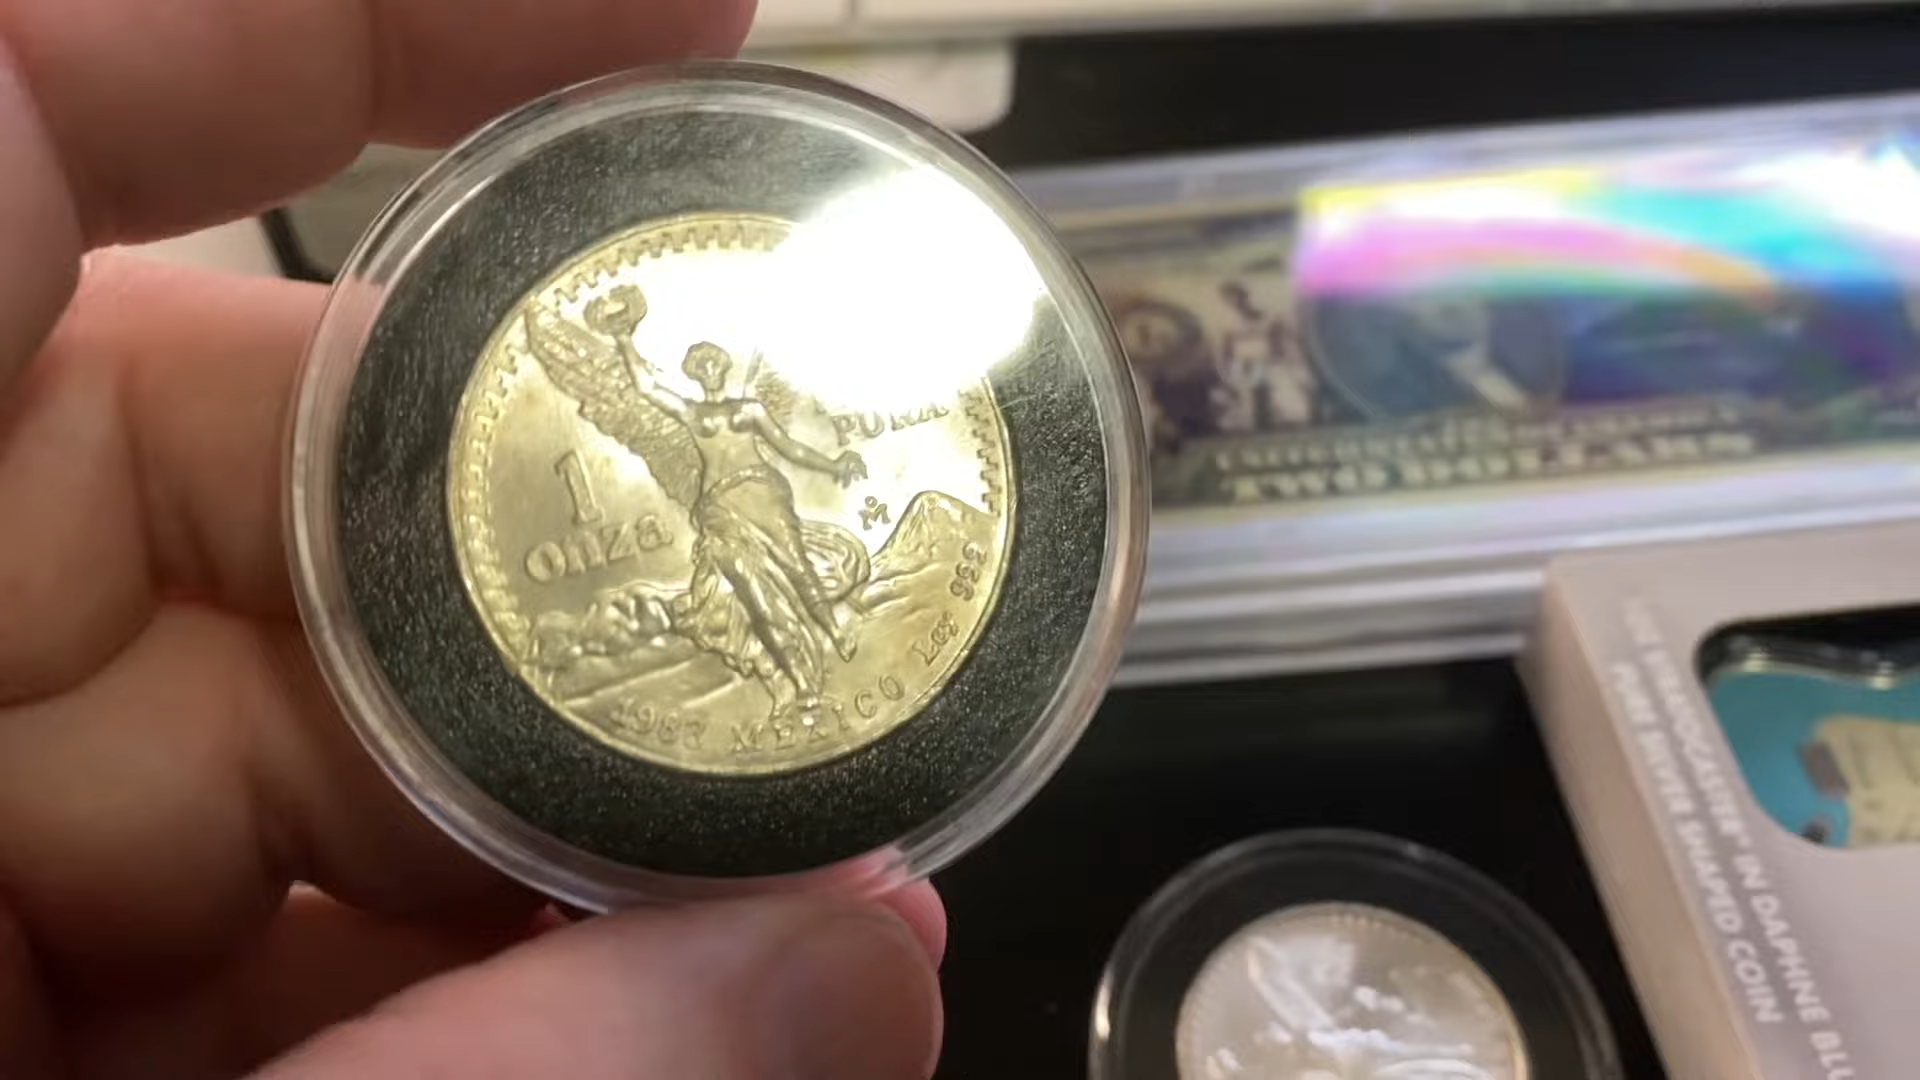 PURA
1
onza
Mo
Ley 999
1987 MEXICO
TWO DOLLARS
STRATOCASTER® IN DAPHNE BLU
PURE SILVER SHAPED COIN